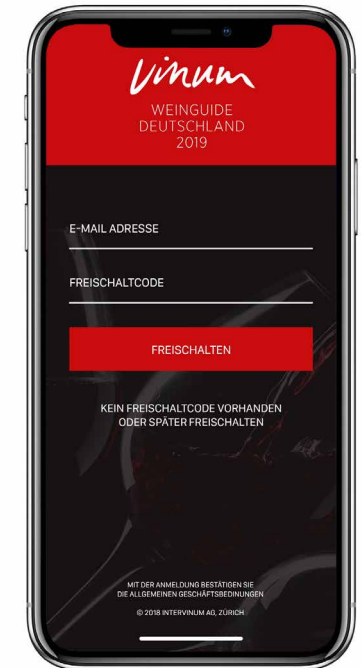 Vinum
WEINGUIDE
DEUTSCHLAND
2019
E-MAIL ADRESSE
FREISCHALTCODE
FREISCHALTEN
KEIN FREISCHALTCODE VORHANDEN
ODER SPÄTER FREISCHALTEN
MIT DER ANMELDUNG BESTÄTIGEN SIE
DIE ALLGEMEINEN GESCHÄFTSBEDINUNGEN
© 2018 INTERVINUM AG, ZÜRICH